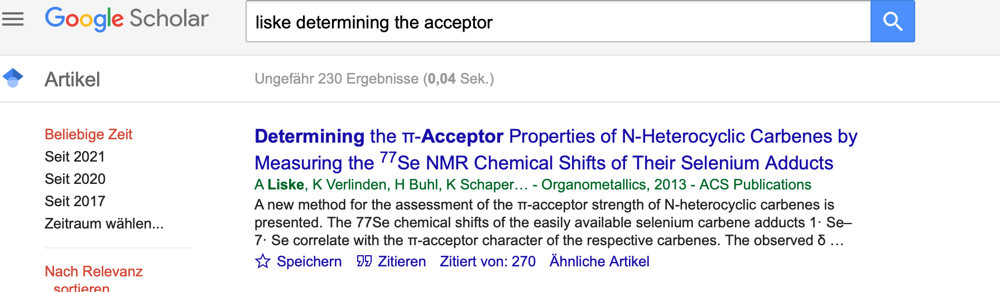 Google Scholar
liske determining the acceptor
Artikel
Ungefähr 230 Ergebnisse (0,04 Sek.)
Beliebige Zeit
Seit 2021
Seit 2020
Seit 2017
Zeitraum wählen...
Nach Relevanz
sortieren
Determining the π-Acceptor Properties of N-Heterocyclic Carbenes by
Measuring the ⁷⁷Se NMR Chemical Shifts of Their Selenium Adducts
A Liske, K Verlinden, H Buhl, K Schaper… - Organometallics, 2013 - ACS Publications
A new method for the assessment of the π-acceptor strength of N-heterocyclic carbenes is
presented. The 77Se chemical shifts of the easily available selenium carbene adducts 1· Se–
7· Se correlate with the π-acceptor character of the respective carbenes. The observed δ …
Speichern Zitieren Zitiert von: 270 Ähnliche Artikel